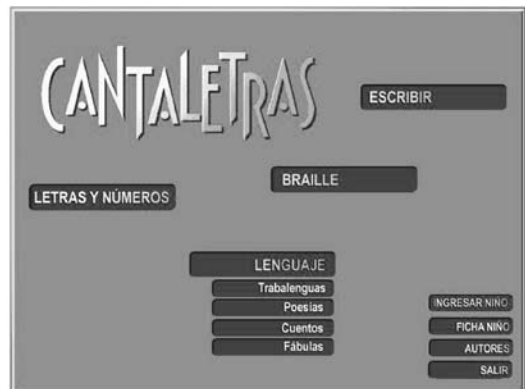 CANTALETRAS
ESCRIBIR
BRAILLE
LETRAS Y NÚMEROS
LENGUAJE
Trabalenguas
Poesías
Cuentos
Fábulas
INGRESAR NIÑO
FICHA NIÑO
AUTORES
SALIR